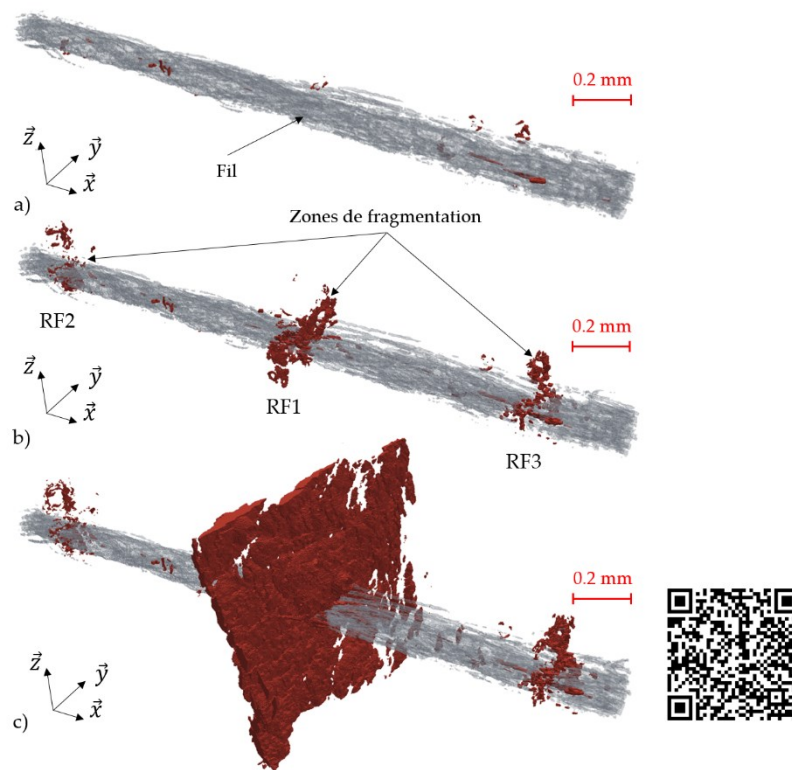 0.2 mm
z⃗
y⃗
x⃗
Fil
a)
Zones de fragmentation
RF2
0.2 mm
z⃗
y⃗
x⃗
RF1
b)
RF3
0.2 mm
z⃗
y⃗
x⃗
c)